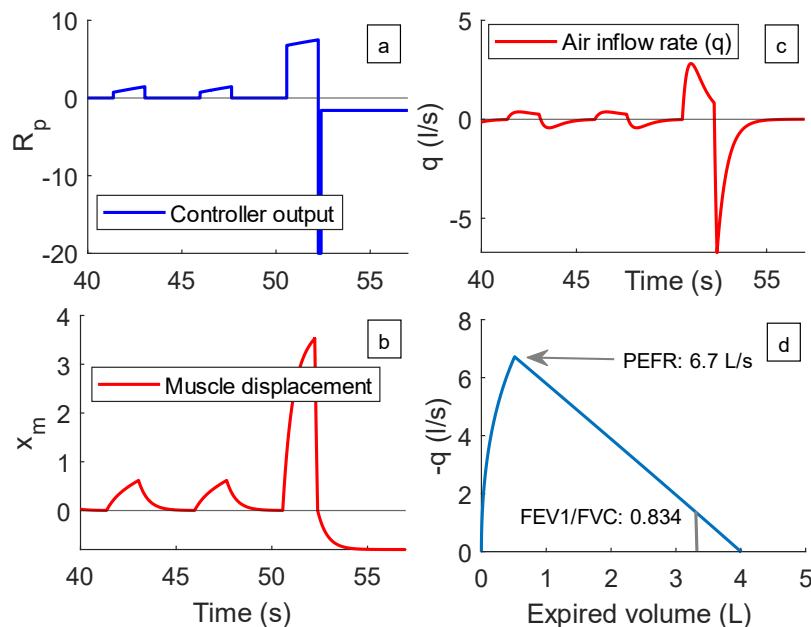 10
0
-10
-20
R_p
a
Controller output
40
45
50
55
5
0
-5
q (l/s)
Air inflow rate (q)
c
40
45
Time (s)
55
4
3
2
1
0
x_m
b
Muscle displacement
40
45
50
55
Time (s)
-8
6
4
2
0
-q (l/s)
d
PEFR: 6.7 L/s
FEV1/FVC: 0.834
0
1
2
3
4
5
Expired volume (L)